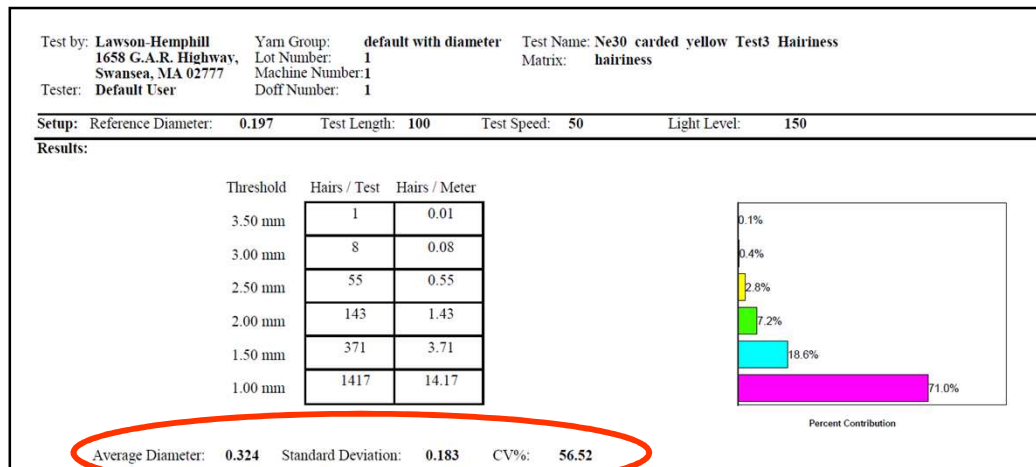 Test by: Lawson-Hemphill Yarn Group: default with diameter Test Name: Ne30 carded yellow Test3 Hairiness
1658 G.A.R. Highway, Lot Number: 1 Matrix: hairiness
Swansea, MA 02777 Machine Number:1
Tester: Default User Doff Number: 1
Setup: Reference Diameter: 0.197 Test Length: 100 Test Speed: 50 Light Level: 150
Results:
Threshold Hairs / Test Hairs / Meter
3.50 mm 1 0.01 0.1%
3.00 mm 8 0.08 0.4%
2.50 mm 55 0.55 2.8%
2.00 mm 143 1.43 7.2%
1.50 mm 371 3.71 18.6%
1.00 mm 1417 14.17 71.0%
Percent Contribution
Average Diameter: 0.324 Standard Deviation: 0.183 CV%: 56.52